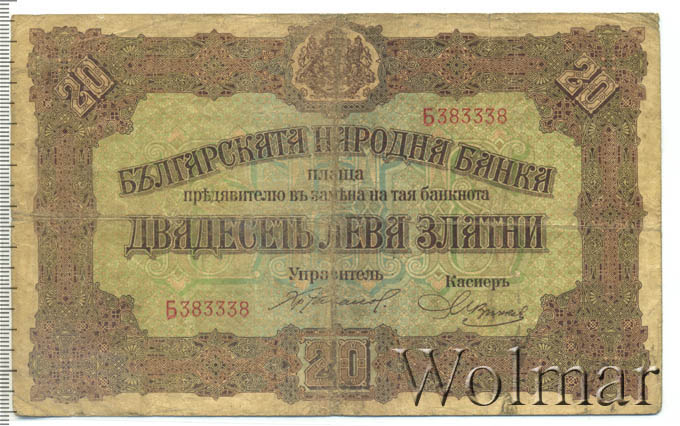 20 20
Б383338
БЪЛГАРСКАТА НАРОДНА БАНКА
плаща
прѣдявителю въ замѣна на тая банкнота
ДВАДЕСЕТЬ ЛЕВА ЗЛАТНИ
Управитель Касиеръ
Б383338
20
Wolmar